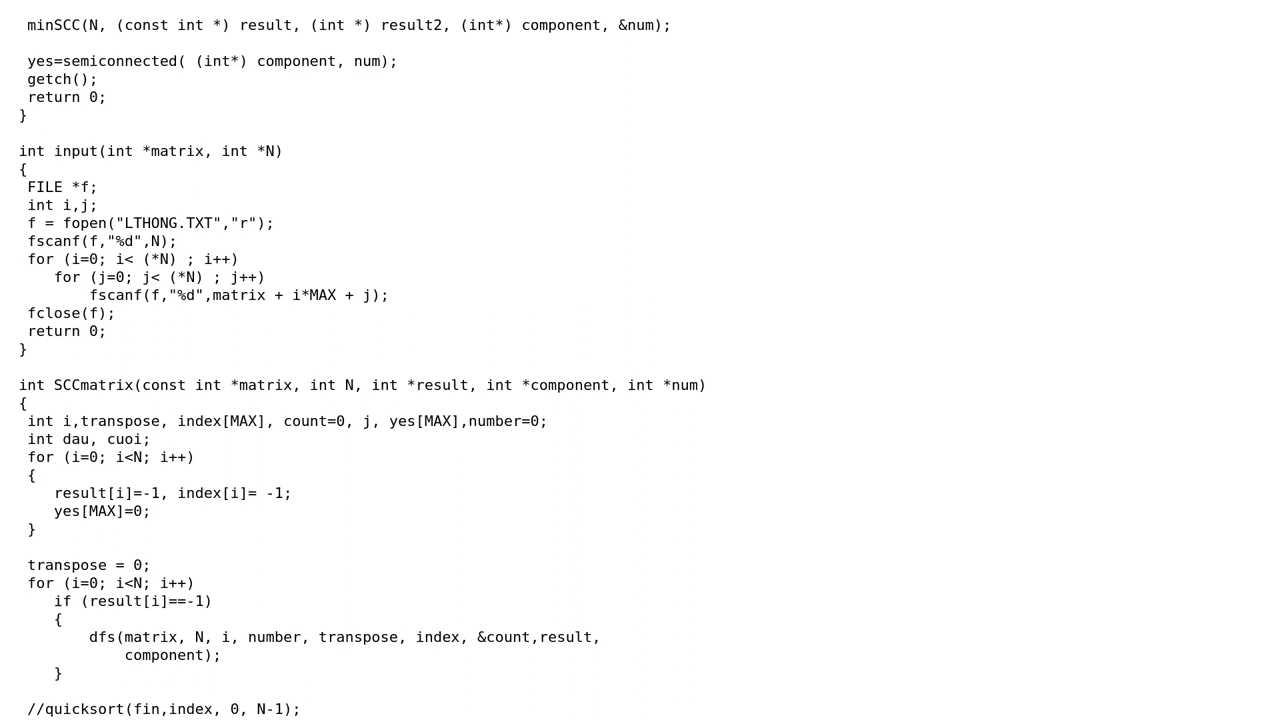 minSCC(N, (const int *) result, (int *) result2, (int*) component, &num);
yes=semiconnected( (int*) component, num);
getch();
return 0;
}
int input(int *matrix, int *N)
{
FILE *f;
int i,j;
f = fopen("LTHONG.TXT","r");
fscanf(f,"%d",N);
for (i=0; i< (*N) ; i++)
for (j=0; j< (*N) ; j++)
fscanf(f,"%d",matrix + i*MAX + j);
fclose(f);
return 0;
}
int SCCmatrix(const int *matrix, int N, int *result, int *component, int *num)
{
int i,transpose, index[MAX], count=0, j, yes[MAX],number=0;
int dau, cuoi;
for (i=0; i<N; i++)
{
result[i]=-1, index[i]= -1;
yes[MAX]=0;
}
transpose = 0;
for (i=0; i<N; i++)
if (result[i]==-1)
{
dfs(matrix, N, i, number, transpose, index, &count,result,
component);
}
//quicksort(fin,index, 0, N-1);